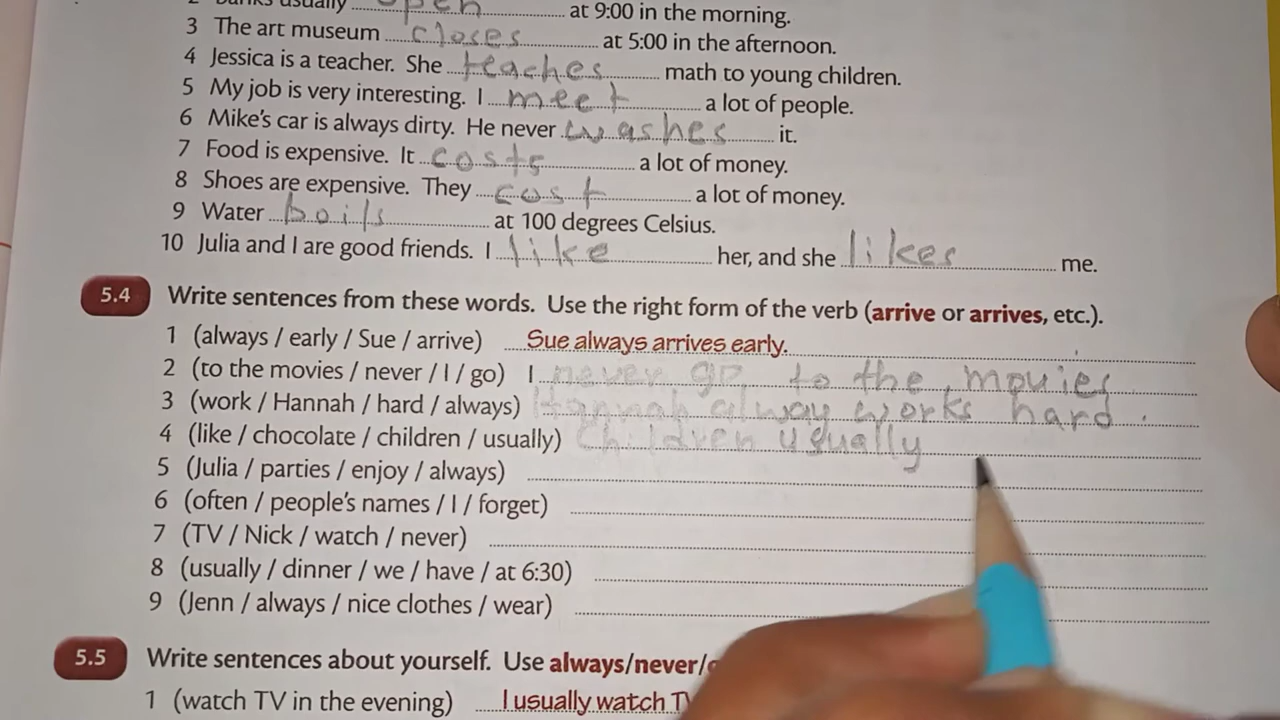 2 Banks usually open at 9:00 in the morning.
3 The art museum closes at 5:00 in the afternoon.
4 Jessica is a teacher. She teaches math to young children.
5 My job is very interesting. I meet a lot of people.
6 Mike's car is always dirty. He never washes it.
7 Food is expensive. It costs a lot of money.
8 Shoes are expensive. They cost a lot of money.
9 Water boils at 100 degrees Celsius.
10 Julia and I are good friends. I like her, and she likes me.
5.4 Write sentences from these words. Use the right form of the verb (arrive or arrives, etc.).
1 (always / early / Sue / arrive) Sue always arrives early.
2 (to the movies / never / I / go) I never go to the movies
3 (work / Hannah / hard / always) Hannah alway works hard.
4 (like / chocolate / children / usually) Children usually
5 (Julia / parties / enjoy / always)
6 (often / people's names / I / forget)
7 (TV / Nick / watch / never)
8 (usually / dinner / we / have / at 6:30)
9 (Jenn / always / nice clothes / wear)
5.5 Write sentences about yourself. Use always/never/
1 (watch TV in the evening) I usually watch TV